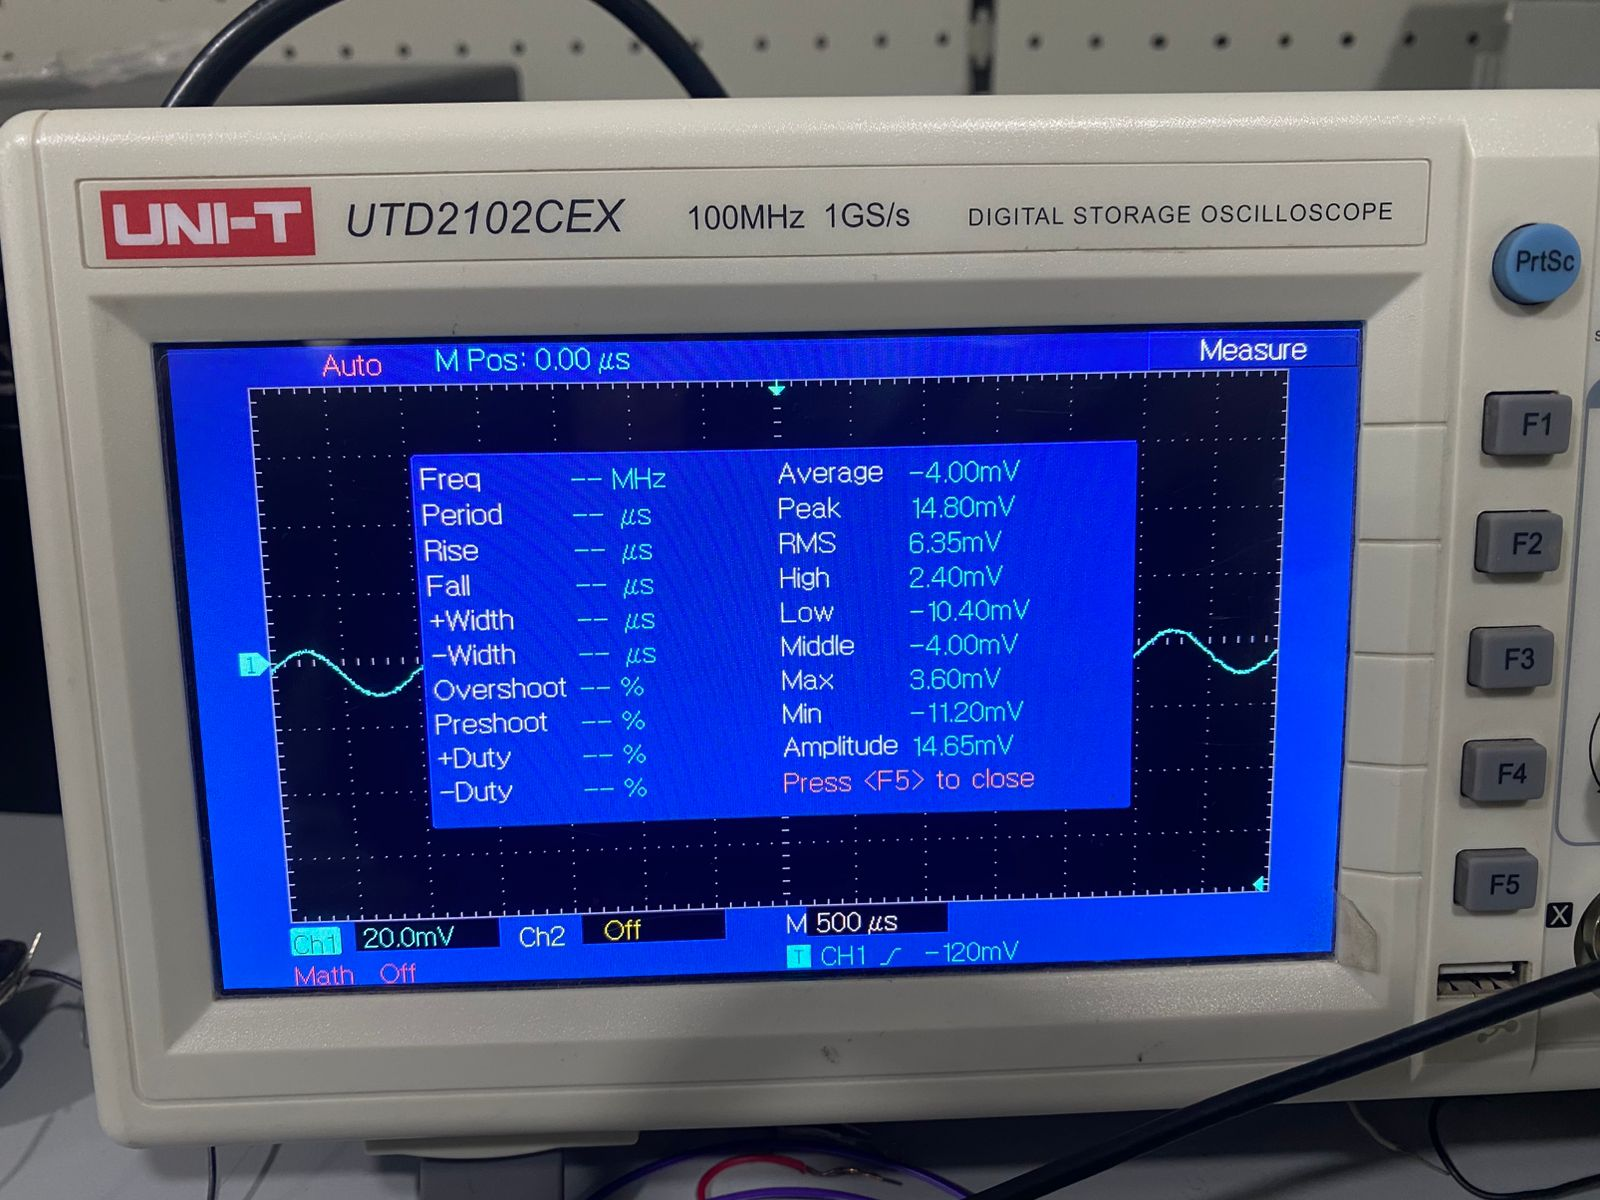 UNI-T UTD2102CEX 100MHz 1GS/s DIGITAL STORAGE OSCILLOSCOPE
PrtSc
Auto M Pos: 0.00 μs Measure
Freq -- MHz Average -4.00mV
Period -- μs Peak 14.80mV
Rise -- μs RMS 6.35mV
Fall -- μs High 2.40mV
+Width -- μs Low -10.40mV
-Width -- μs Middle -4.00mV
Overshoot -- % Max 3.60mV
Preshoot -- % Min -11.20mV
+Duty -- % Amplitude 14.65mV
-Duty -- % Press <F5> to close
1
F1
F2
F3
F4
F5
X
Ch1 20.0mV Ch2 Off M 500 μs
Math Off T CH1 -120mV